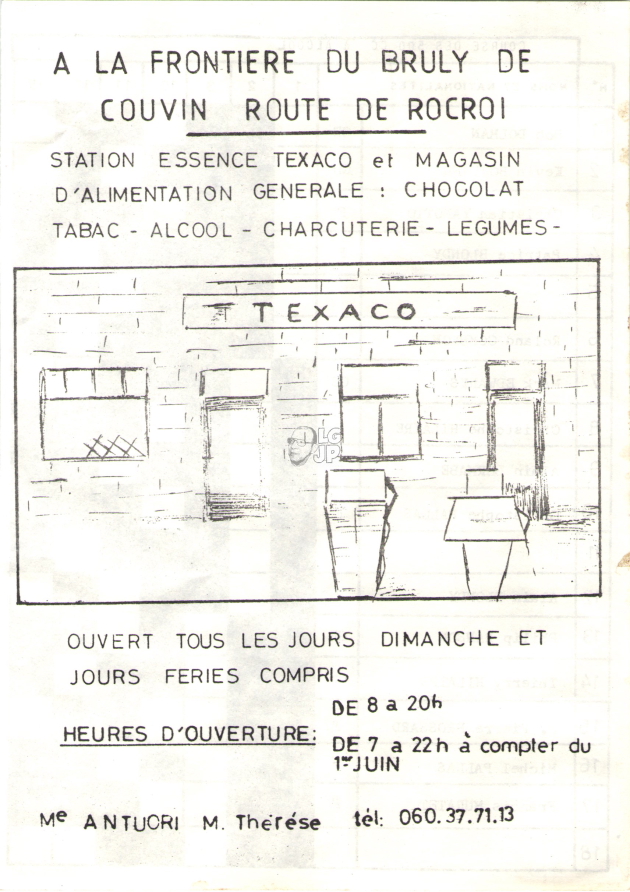 A LA FRONTIERE DU BRULY DE
COUVIN ROUTE DE ROCROI
STATION ESSENCE TEXACO et MAGASIN
D'ALIMENTATION GENERALE : CHOCOLAT
TABAC - ALCOOL - CHARCUTERIE - LEGUMES -
T TEXACO
LG
JP
OUVERT TOUS LES JOURS DIMANCHE ET
JOURS FERIES COMPRIS
HEURES D'OUVERTURE: DE 8 a 20h
DE 7 a 22h à compter du
1er JUIN
Me ANTUORI M. Thérése tél: 060.37.71.13